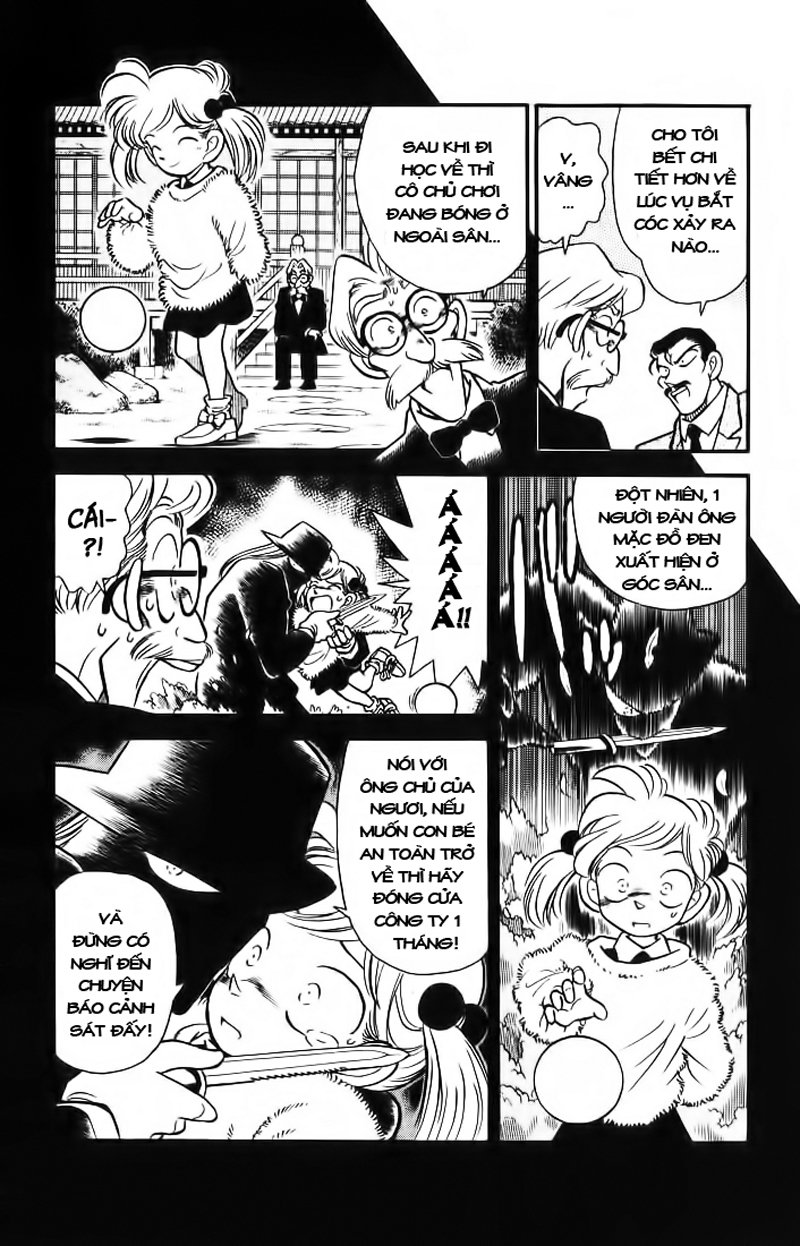 CHO TÔI
BẾT CHI
TIẾT HƠN VỀ
LÚC VỤ BẮT
CÓC XẢY RA
NÀO...
V,
VÂNG
...
SAU KHI ĐI
HỌC VỀ THÌ
CÔ CHỦ CHƠI
ĐANG BÓNG Ở
NGOÀI SÂN...
ĐỘT NHIÊN, 1
NGƯỜI ĐÀN ÔNG
MẶC ĐỒ ĐEN
XUẤT HIỆN Ở
GÓC SÂN...
Á
Á
Á
Á
Á
Á!!
CÁI-
?!
NÓI VỚI
ÔNG CHỦ CỦA
NGƯƠI, NẾU
MUỐN CON BÉ
AN TOÀN TRỞ
VỀ THÌ HÃY
ĐÓNG CỬA
CÔNG TY 1
THÁNG!
VÀ
ĐỪNG CÓ
NGHĨ ĐẾN
CHUYỆN
BÁO CẢNH
SÁT ĐẤY!